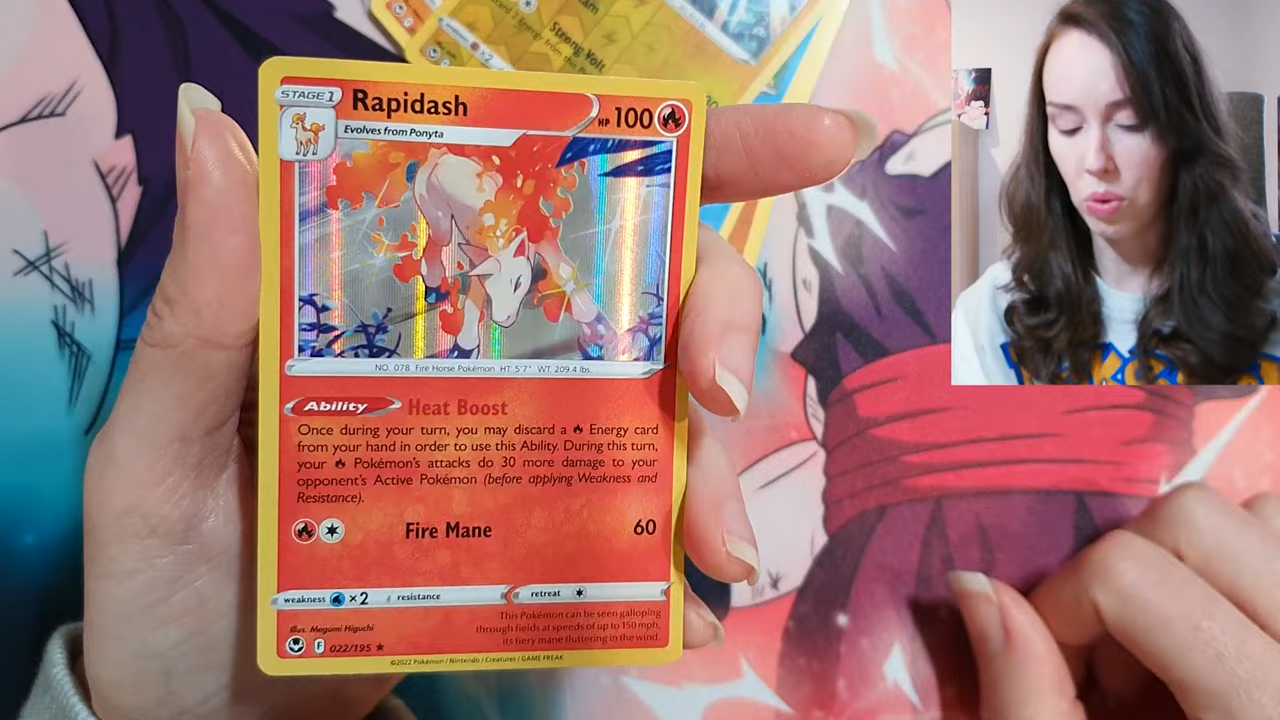 Strong Volt
STAGE1
Rapidash
HP 100
Evolves from Ponyta
NO. 078 Fire Horse Pokémon HT: 5'7" WT: 209.4 lbs.
Ability Heat Boost
Once during your turn, you may discard a Energy card
from your hand in order to use this Ability. During this turn,
your Pokémon's attacks do 30 more damage to your
opponent's Active Pokémon (before applying Weakness and
Resistance).
Fire Mane 60
weakness ×2 resistance retreat
This Pokémon can be seen galloping
through fields at speeds of up to 150 mph,
its fiery mane fluttering in the wind.
Illus. Megumi Higuchi
F 022/195
©2022 Pokémon / Nintendo / Creatures / GAME FREAK